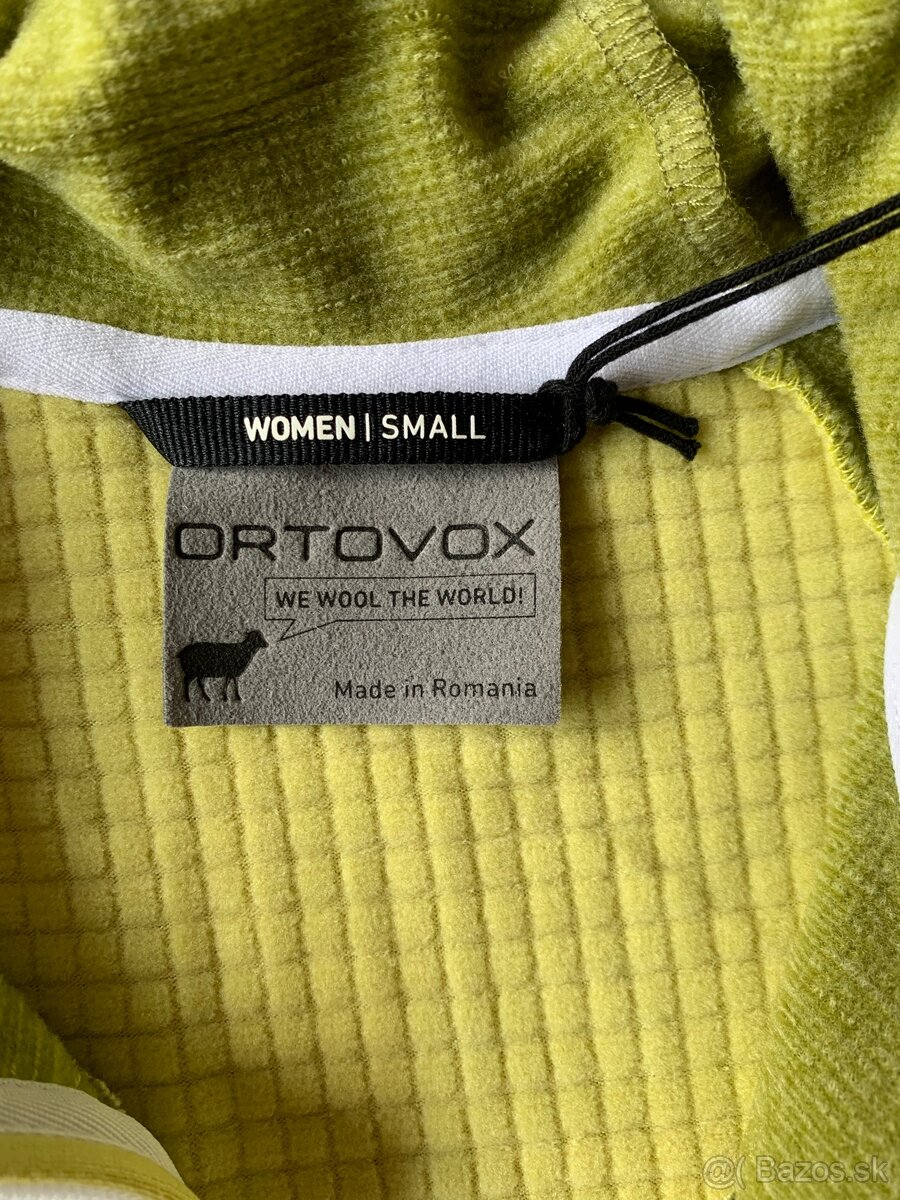 WOMEN | SMALL
ORTOVOX
WE WOOL THE WORLD!
Made in Romania
@( Bazos.sk